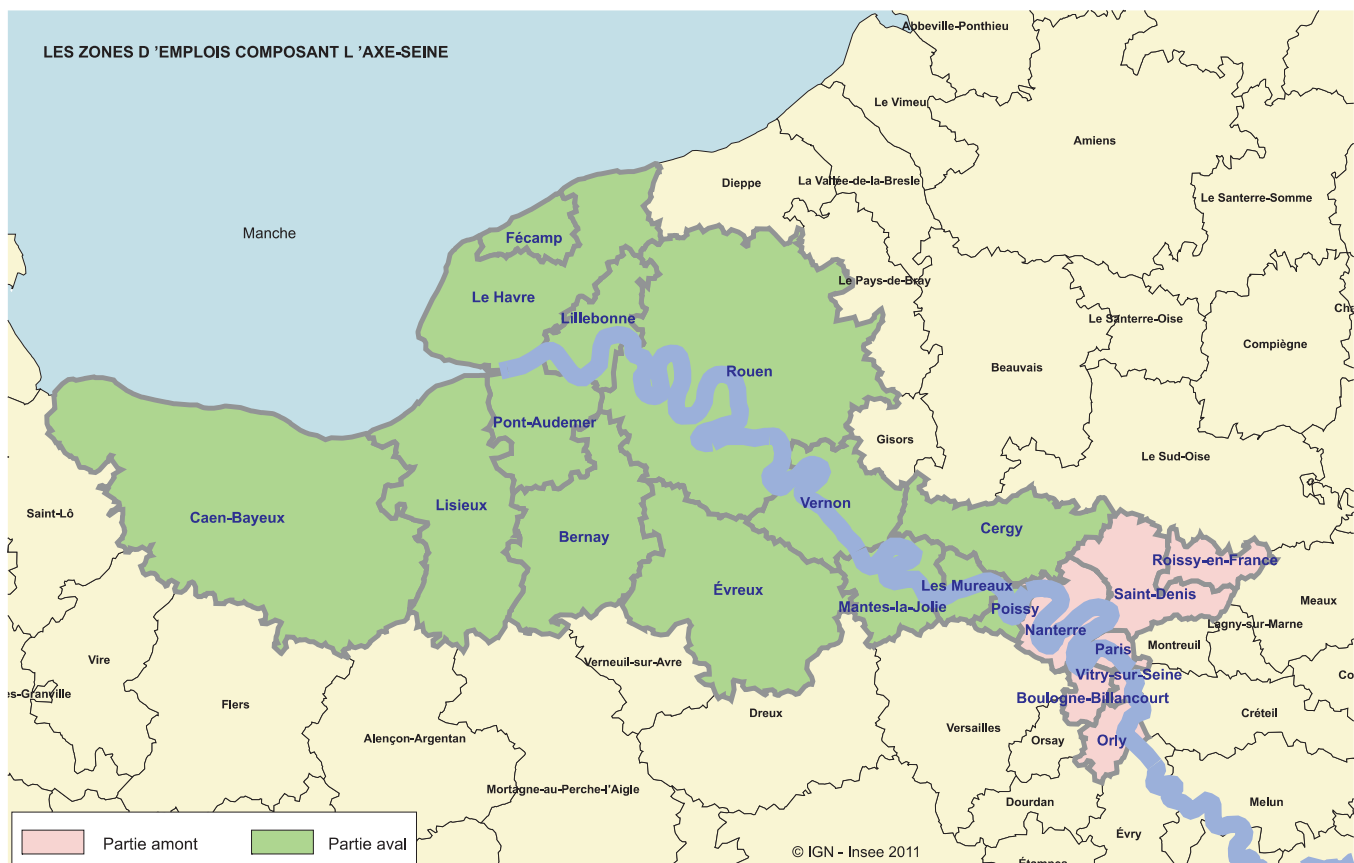 LES ZONES D 'EMPLOIS COMPOSANT L 'AXE-SEINE
Abbeville-Ponthieu
Le Vimeu
Amiens
Dieppe
La Vallée-de-la-Bresle
Le Santerre-Somme
Manche
Fécamp
Le Pays-de-Bray
Le Havre
Lillebonne
Le Santerre-Oise
Compiègne
Beauvais
Rouen
Pont-Audemer
Gisors
Le Sud-Oise
Saint-Lô
Caen-Bayeux
Lisieux
Vernon
Bernay
Cergy
Roissy-en-France
Évreux
Les Mureaux
Saint-Denis
Meaux
Mantes-la-Jolie
Poissy
Lagny-sur-Marne
Nanterre
Paris
Montreuil
Vire
Verneuil-sur-Avre
Vitry-sur-Seine
es-Granville
Boulogne-Billancourt
Co
Flers
Dreux
Versailles
Créteil
Alençon-Argentan
Orsay
Orly
Mortagne-au-Perche-l'Aigle
Dourdan
Melun
Évry
Partie amont
Partie aval
© IGN - Insee 2011